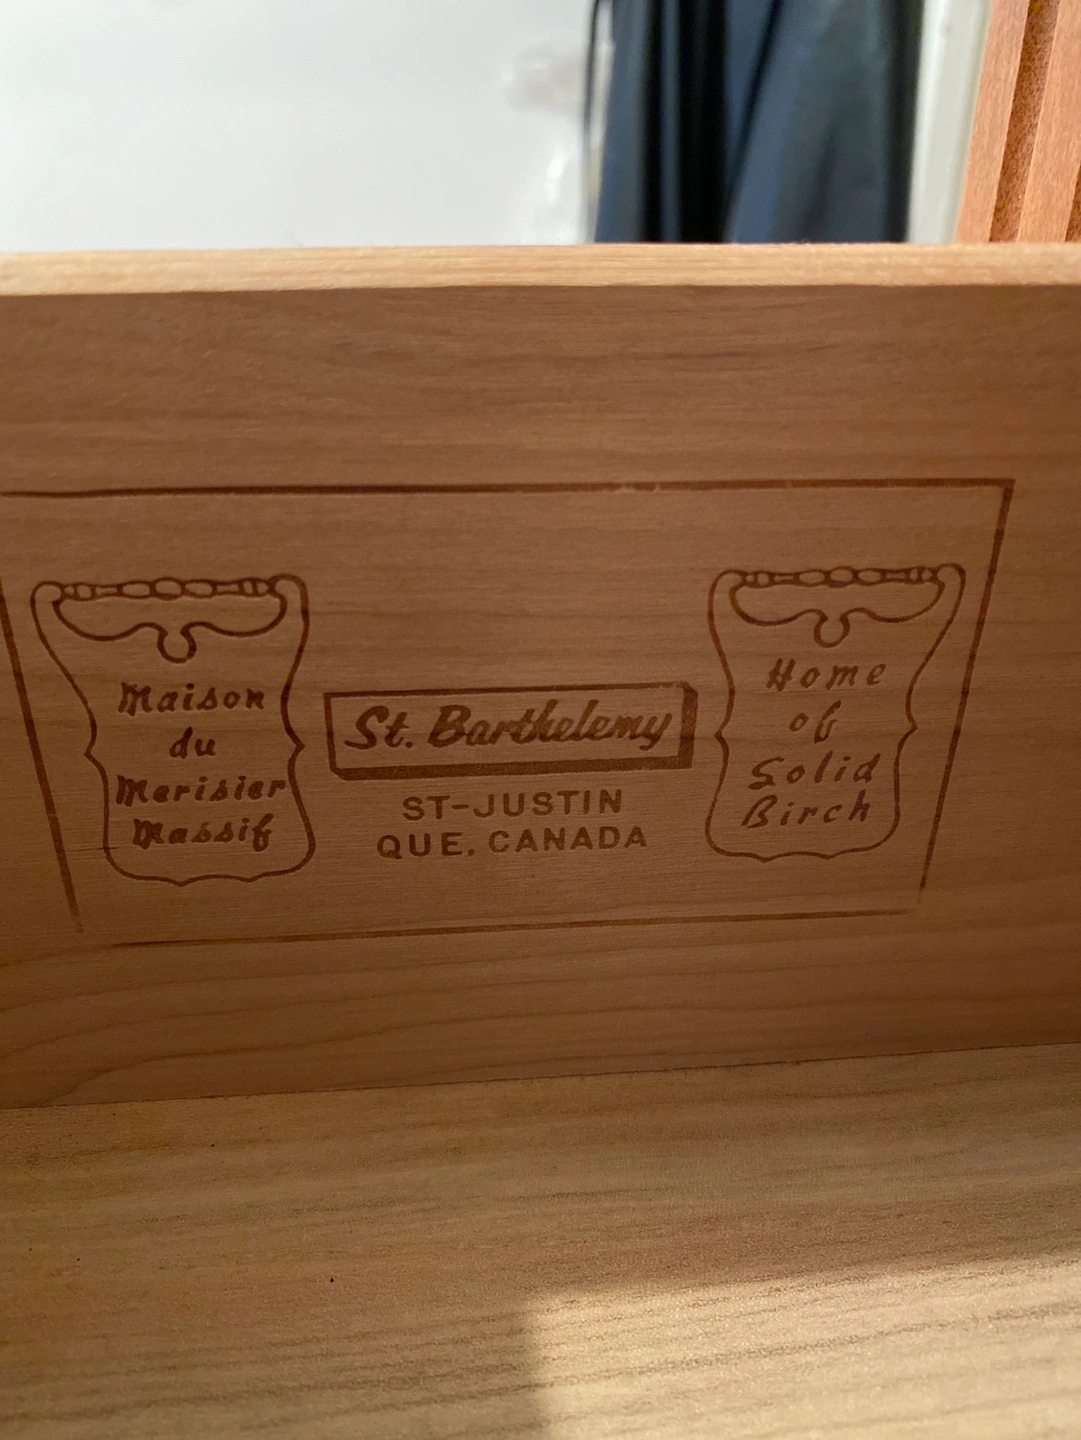 Maison
du
Merisier
Massif
St. Barthelemy
ST-JUSTIN
QUE. CANADA
Home
of
Solid
Birch